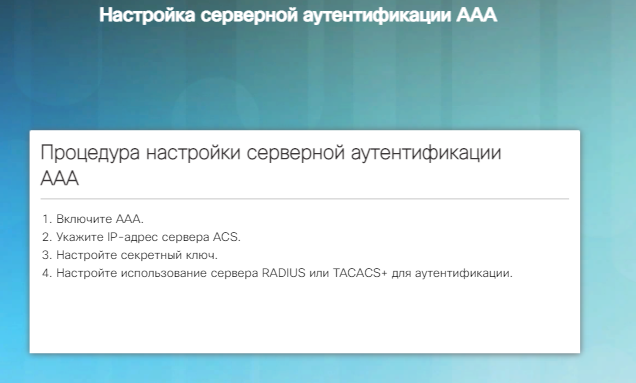 Настройка серверной аутентификации AAA
Процедура настройки серверной аутентификации
AAA
1. Включите AAA.
2. Укажите IP-адрес сервера ACS.
3. Настройте секретный ключ.
4. Настройте использование сервера RADIUS или TACACS+ для аутентификации.